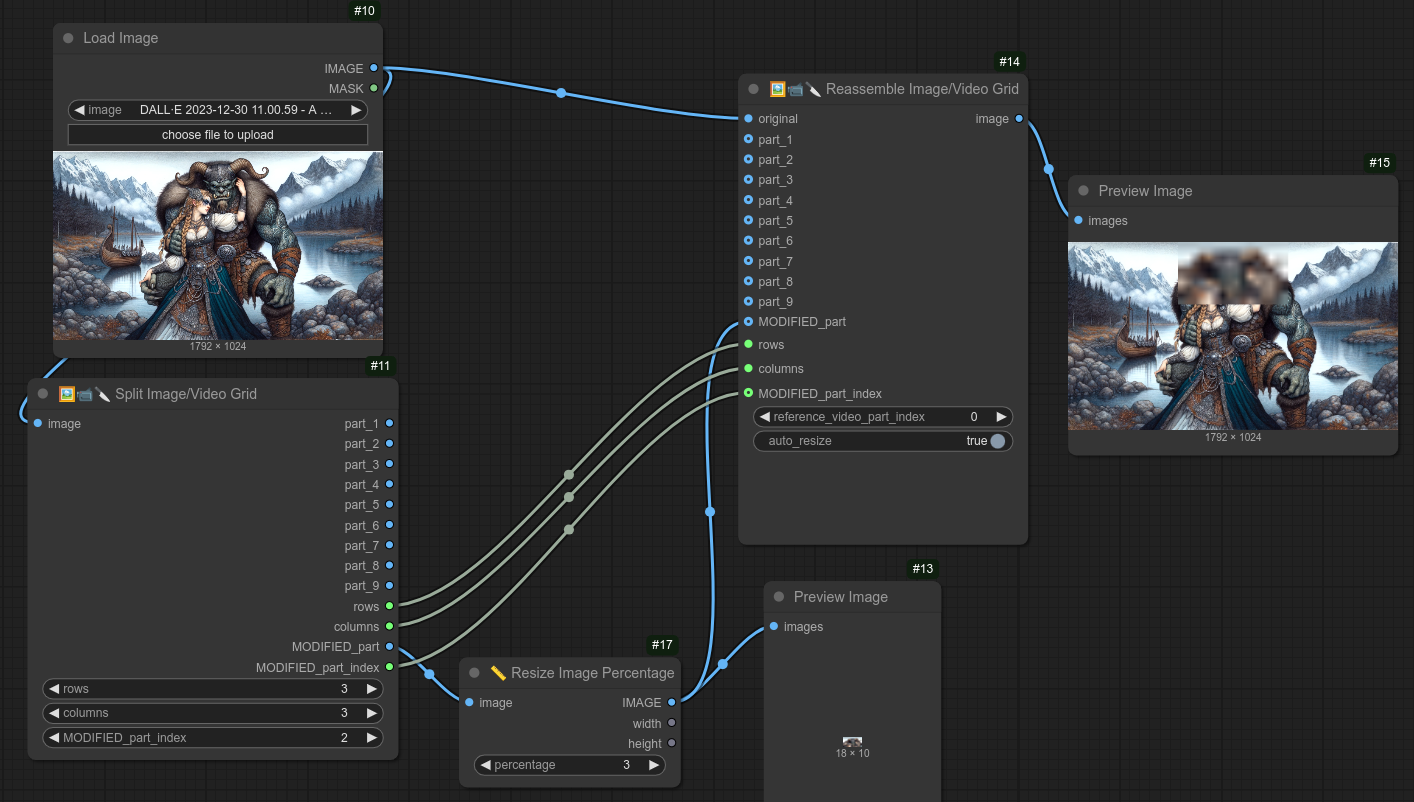 #10
Load Image
IMAGE
MASK
image DALL·E 2023-12-30 11.00.59 - A …
choose file to upload
1792 × 1024
#11
Split Image/Video Grid
image
part_1
part_2
part_3
part_4
part_5
part_6
part_7
part_8
part_9
rows
columns
MODIFIED_part
MODIFIED_part_index
rows 3
columns 3
MODIFIED_part_index 2
#17
Resize Image Percentage
image IMAGE
width
height
percentage 3
#14
Reassemble Image/Video Grid
original image
part_1
part_2
part_3
part_4
part_5
part_6
part_7
part_8
part_9
MODIFIED_part
rows
columns
MODIFIED_part_index
reference_video_part_index 0
auto_resize true
#13
Preview Image
images
18 × 10
#15
Preview Image
images
1792 × 1024